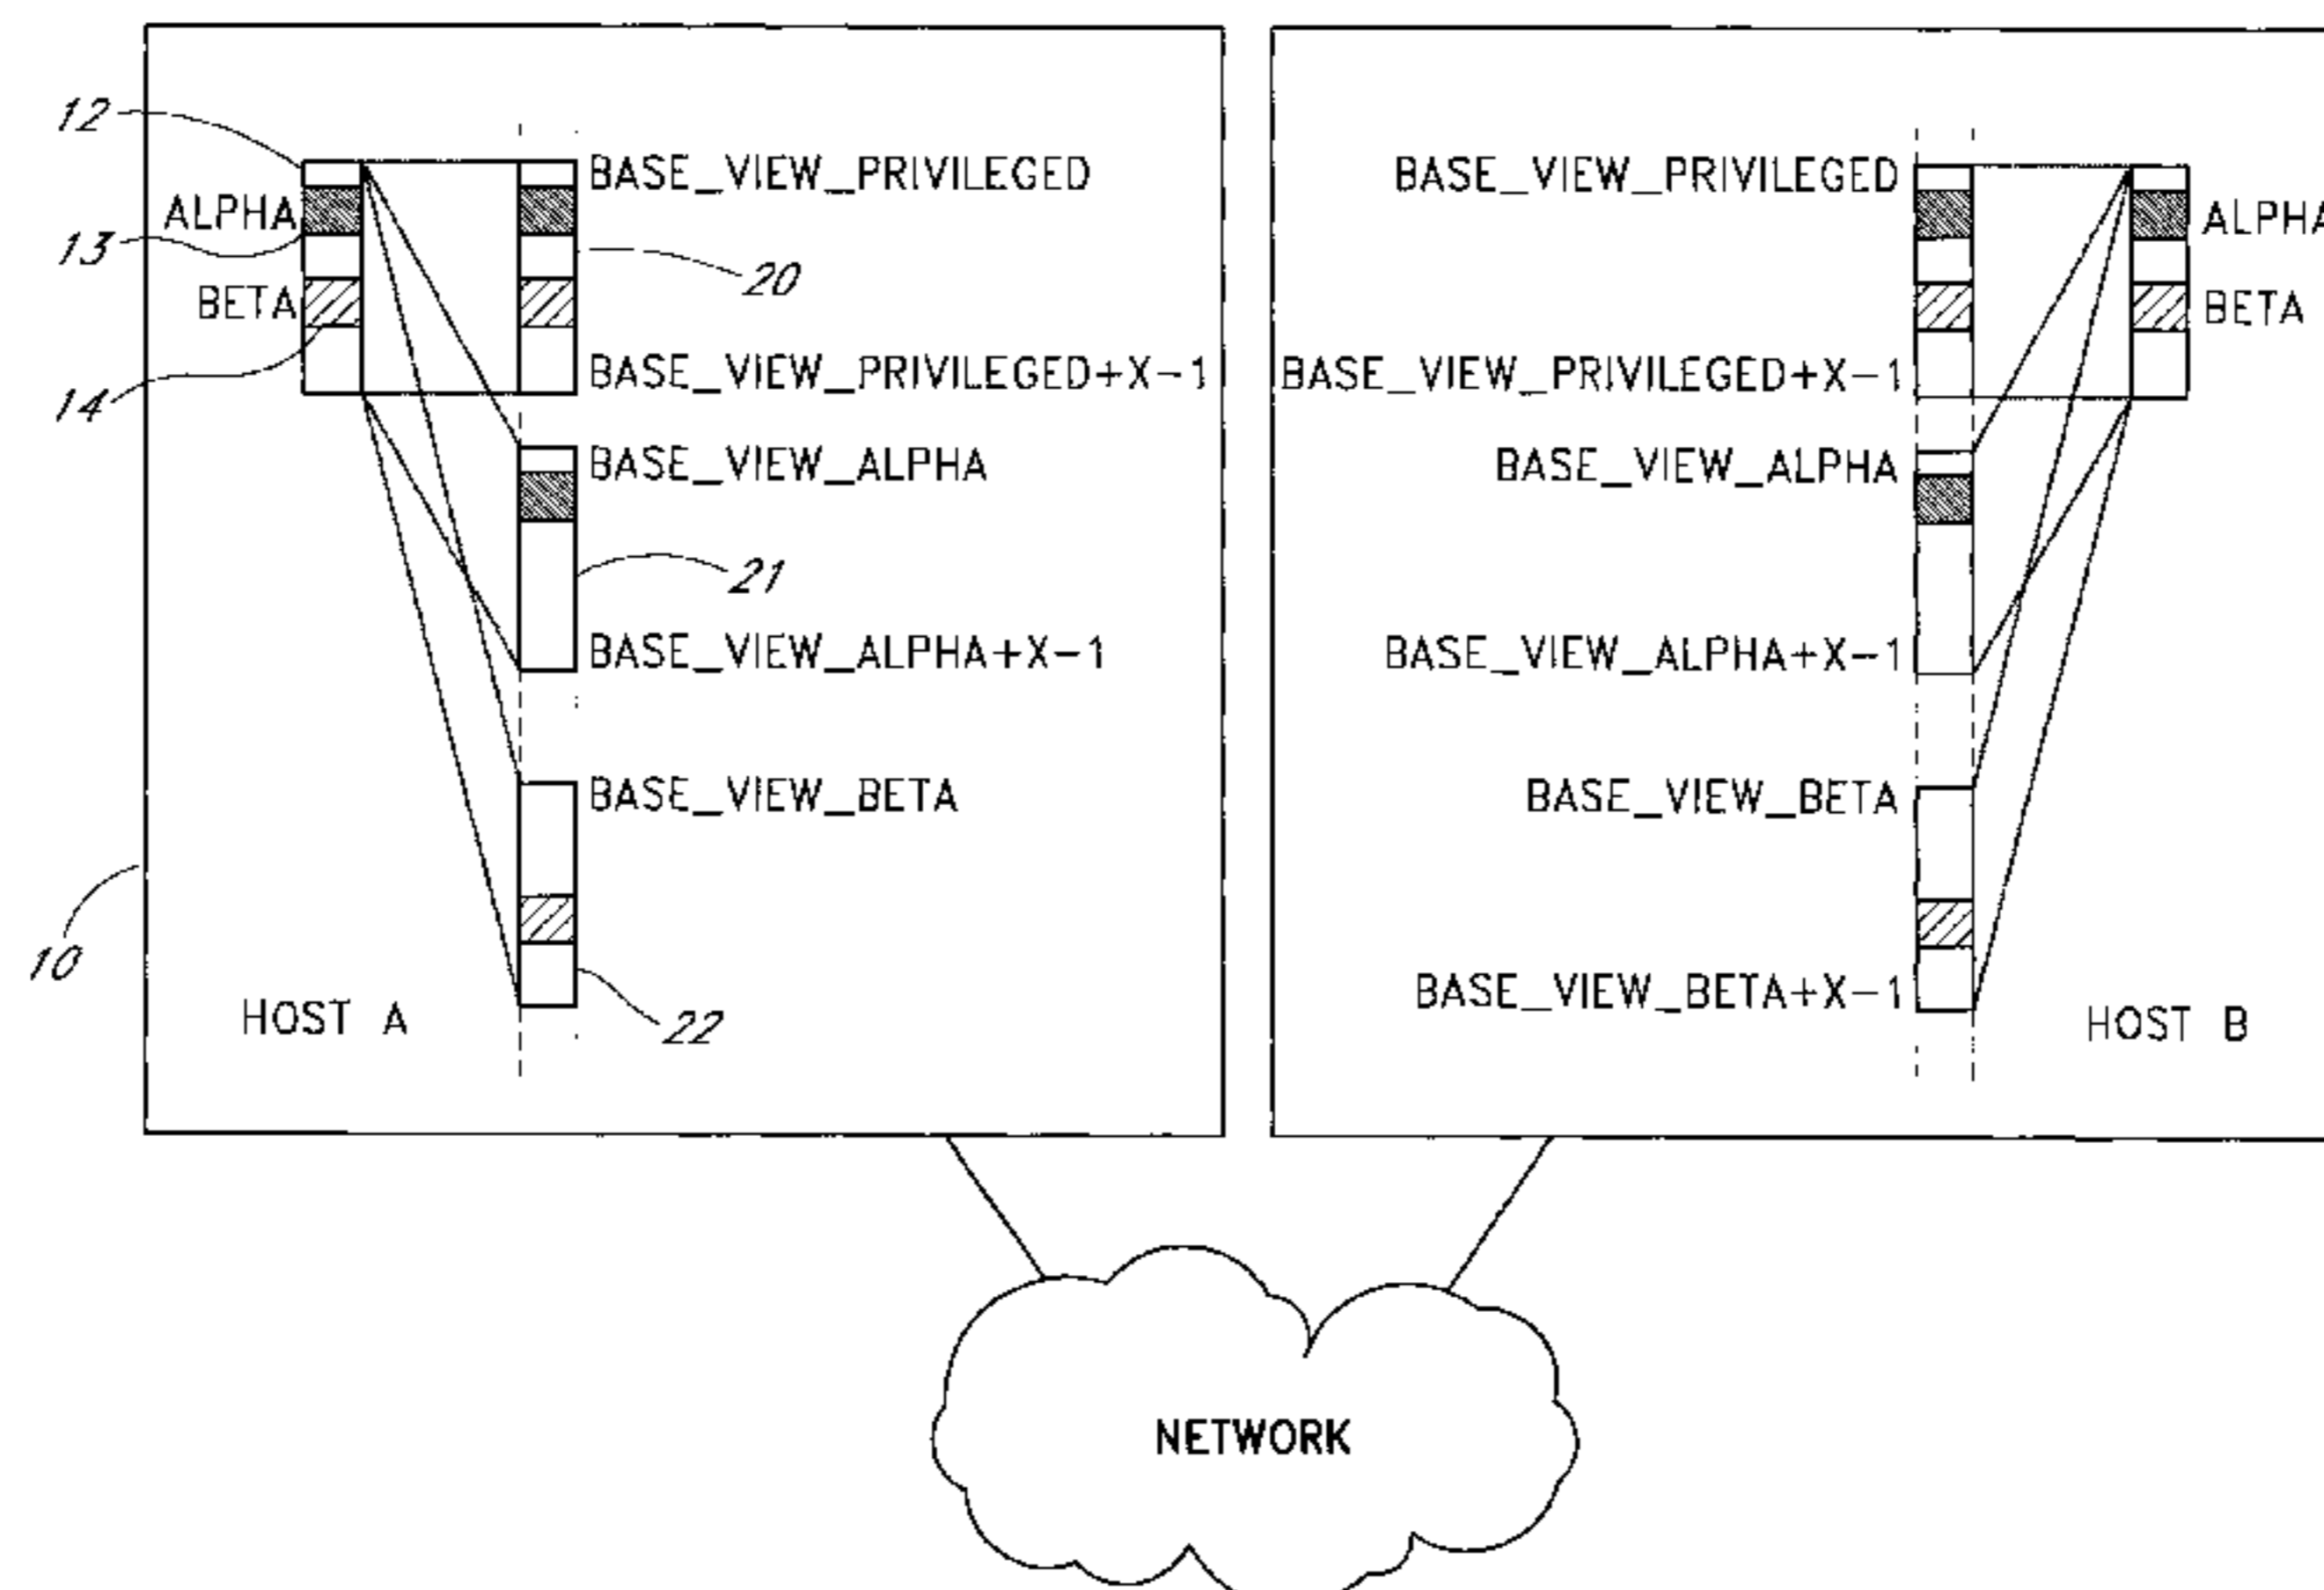 12
BASE_VIEW_PRIVILEGED
ALPHA
13
20
BETA
BASE_VIEW_PRIVILEGED+X-1
14
BASE_VIEW_ALPHA
21
BASE_VIEW_ALPHA+X-1
BASE_VIEW_BETA
10
HOST A
22
BASE_VIEW_PRIVILEGED
ALPHA
BETA
BASE_VIEW_PRIVILEGED+X-1
BASE_VIEW_ALPHA
BASE_VIEW_ALPHA+X-1
BASE_VIEW_BETA
BASE_VIEW_BETA+X-1
HOST B
NETWORK